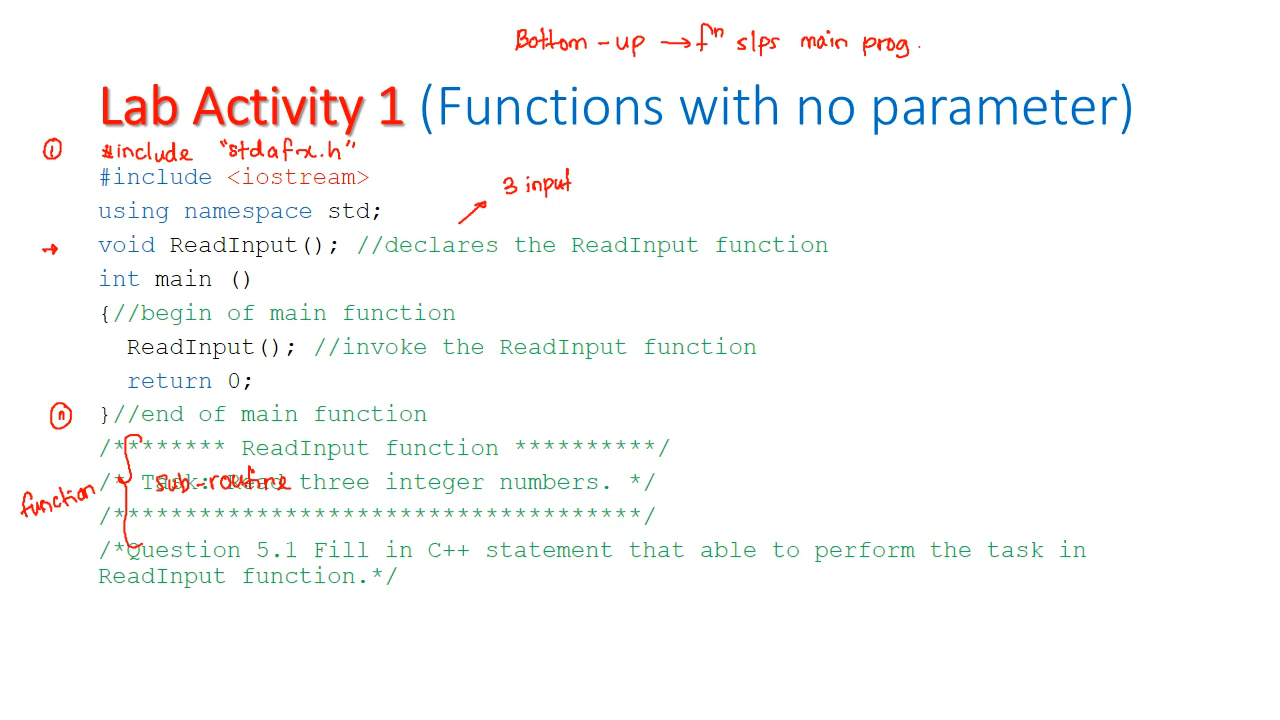 Bottom-up → fⁿ slps main prog.
Lab Activity 1 (Functions with no parameter)
① #include "stdafx.h"
#include <iostream>
3 input
using namespace std;
void ReadInput(); //declares the ReadInput function
int main ()
{//begin of main function
ReadInput(); //invoke the ReadInput function
return 0;
ⓝ }//end of main function
/******** ReadInput function **********/
/* Task: Read three integer numbers. */
sub-routine
function
/************************************/
/*Question 5.1 Fill in C++ statement that able to perform the task in
ReadInput function.*/